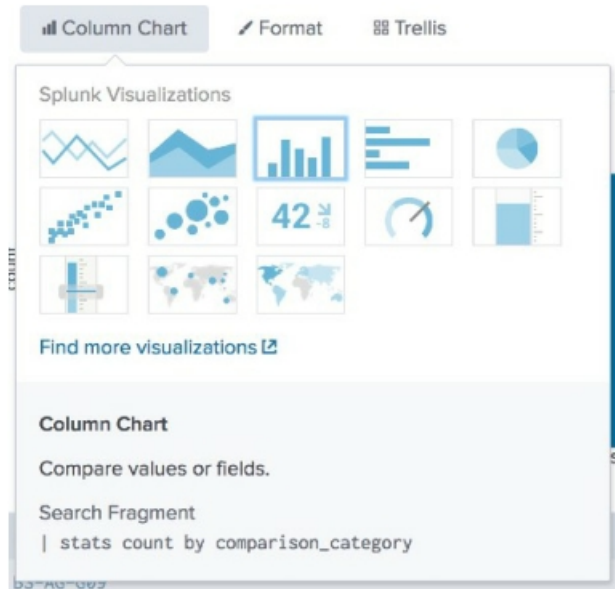 Column Chart Format Trellis
Splunk Visualizations
42
-8
Find more visualizations
Column Chart
Compare values or fields.
Search Fragment
| stats count by comparison_category